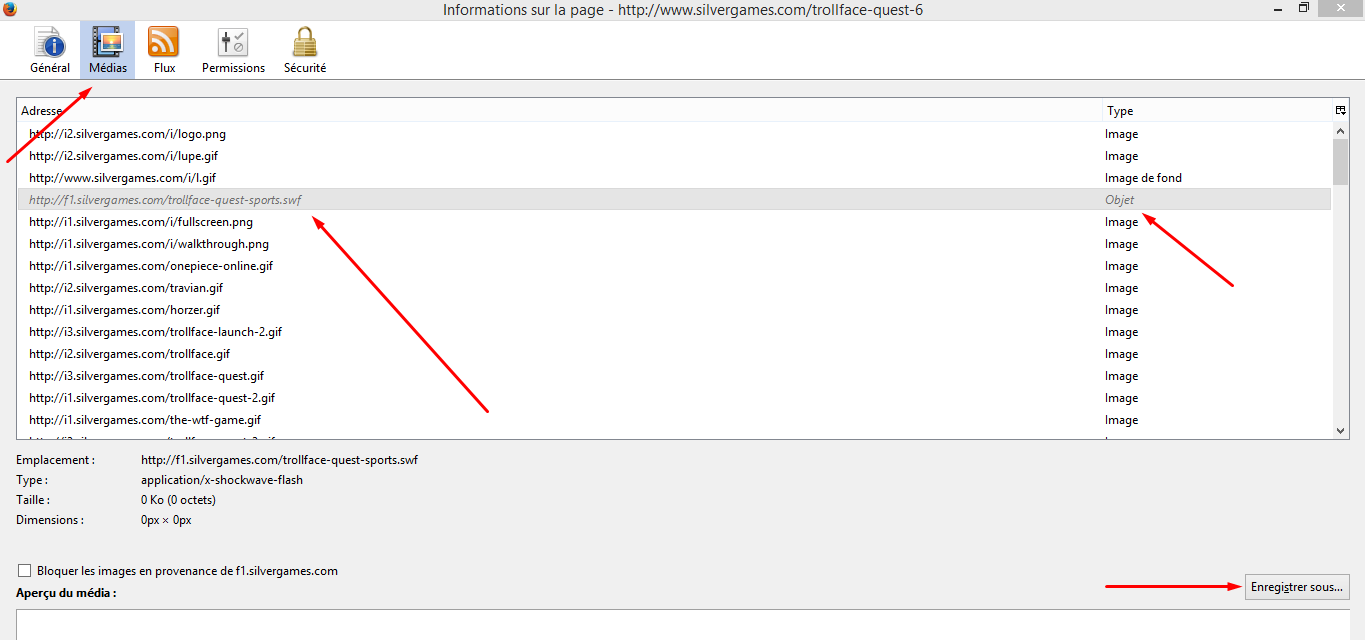 Informations sur la page - http://www.silvergames.com/trollface-quest-6
Général Médias Flux Permissions Sécurité
Adresse Type
http://i2.silvergames.com/i/logo.png Image
http://i2.silvergames.com/i/lupe.gif Image
http://www.silvergames.com/i/l.gif Image de fond
http://f1.silvergames.com/trollface-quest-sports.swf Objet
http://i1.silvergames.com/i/fullscreen.png Image
http://i1.silvergames.com/i/walkthrough.png Image
http://i1.silvergames.com/onepiece-online.gif Image
http://i2.silvergames.com/travian.gif Image
http://i1.silvergames.com/horzer.gif Image
http://i3.silvergames.com/trollface-launch-2.gif Image
http://i2.silvergames.com/trollface.gif Image
http://i3.silvergames.com/trollface-quest.gif Image
http://i1.silvergames.com/trollface-quest-2.gif Image
http://i1.silvergames.com/the-wtf-game.gif Image
Emplacement : http://f1.silvergames.com/trollface-quest-sports.swf
Type : application/x-shockwave-flash
Taille : 0 Ko (0 octets)
Dimensions : 0px × 0px
Bloquer les images en provenance de f1.silvergames.com
Aperçu du média :
Enregistrer sous...